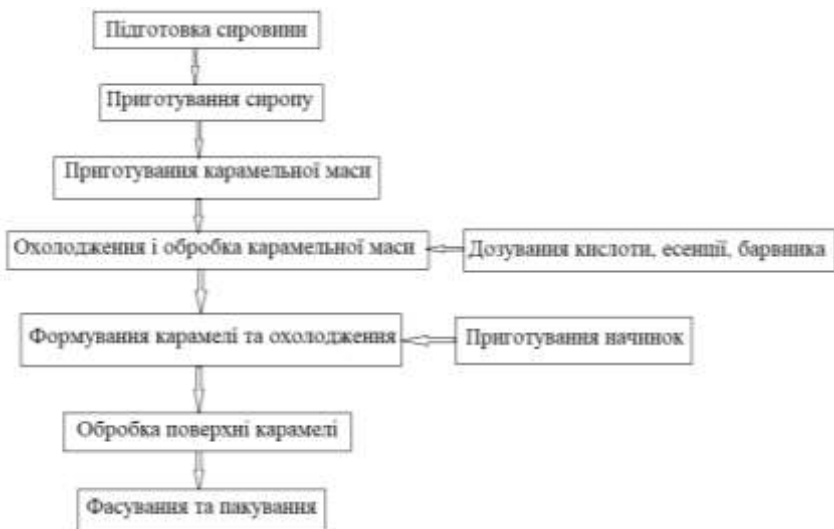 Підготовка сировини
Приготування сиропу
Приготування карамельної маси
Охолодження і обробка карамельної маси
Дозування кислоти, есенції, барвника
Формування карамелі та охолодження
Приготування начинок
Обробка поверхні карамелі
Фасування та пакування